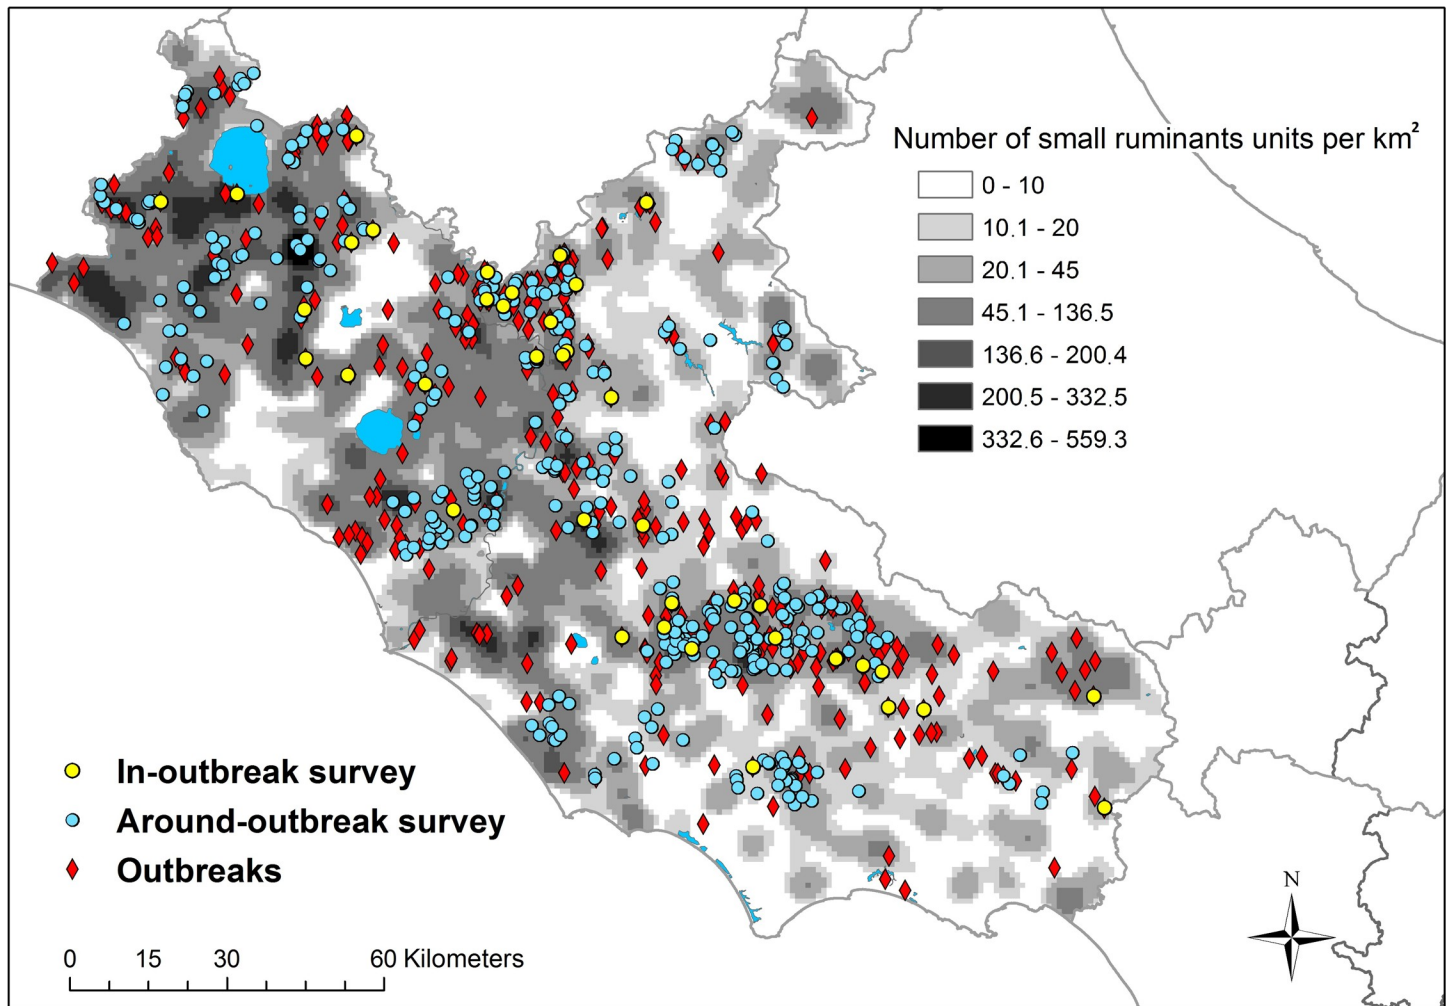 Number of small ruminants units per km²
0 - 10
10.1 - 20
20.1 - 45
45.1 - 136.5
136.6 - 200.4
200.5 - 332.5
332.6 - 559.3
In-outbreak survey
Around-outbreak survey
Outbreaks
N
0 15 30 60 Kilometers